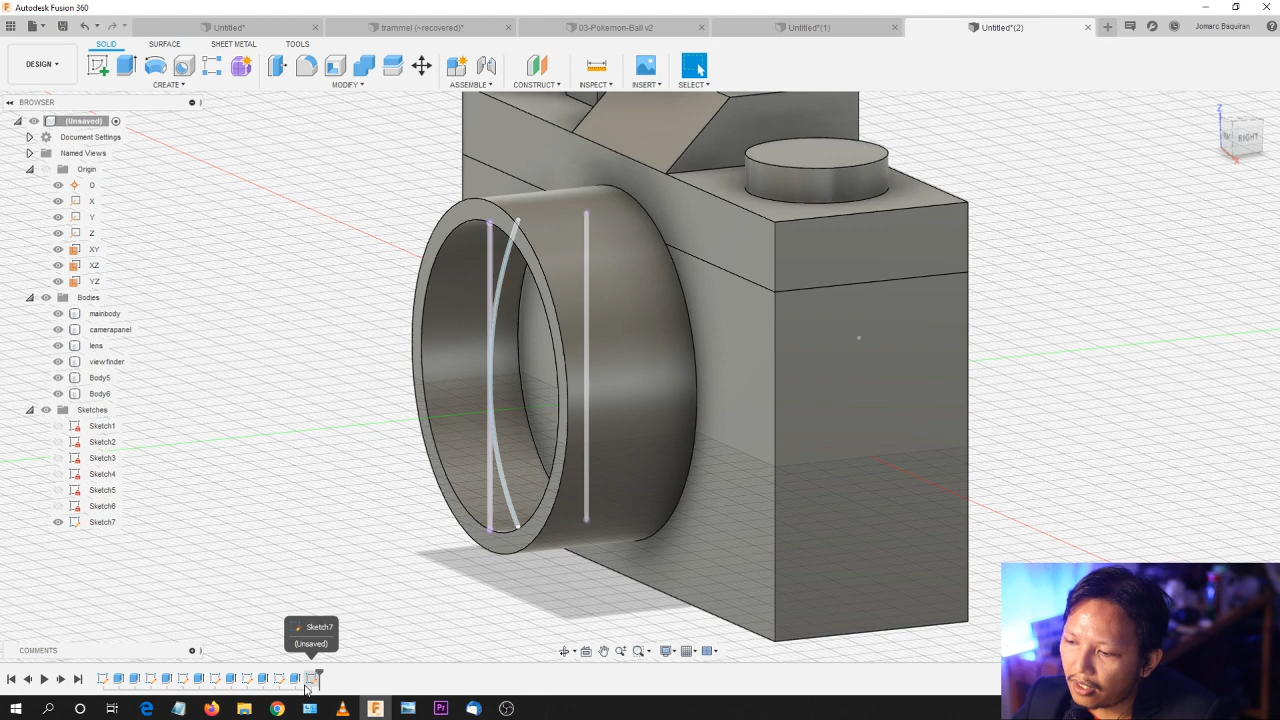 Autodesk Fusion 360
Untitled*
trammel (~recovered)*
03-Pokemon-Ball v2
Untitled*(1)
Untitled*(2)
Jomarc Baquiran
SOLID
SURFACE
SHEET METAL
TOOLS
DESIGN
CREATE
MODIFY
ASSEMBLE
CONSTRUCT
INSPECT
INSERT
SELECT
BROWSER
(Unsaved)
Document Settings
Named Views
Origin
O
X
Y
Z
XY
XZ
YZ
Bodies
mainbody
camerapanel
lens
viewfinder
Body5
Body6
Sketches
Sketch1
Sketch2
Sketch3
Sketch4
Sketch5
Sketch6
Sketch7
Z
RIGHT
X
Sketch7
(Unsaved)
COMMENTS